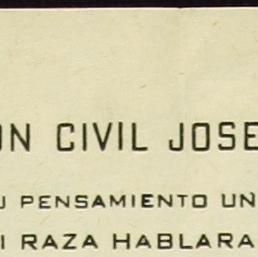 ON CIVIL JOSE
U PENSAMIENTO UN
I RAZA HABLARA